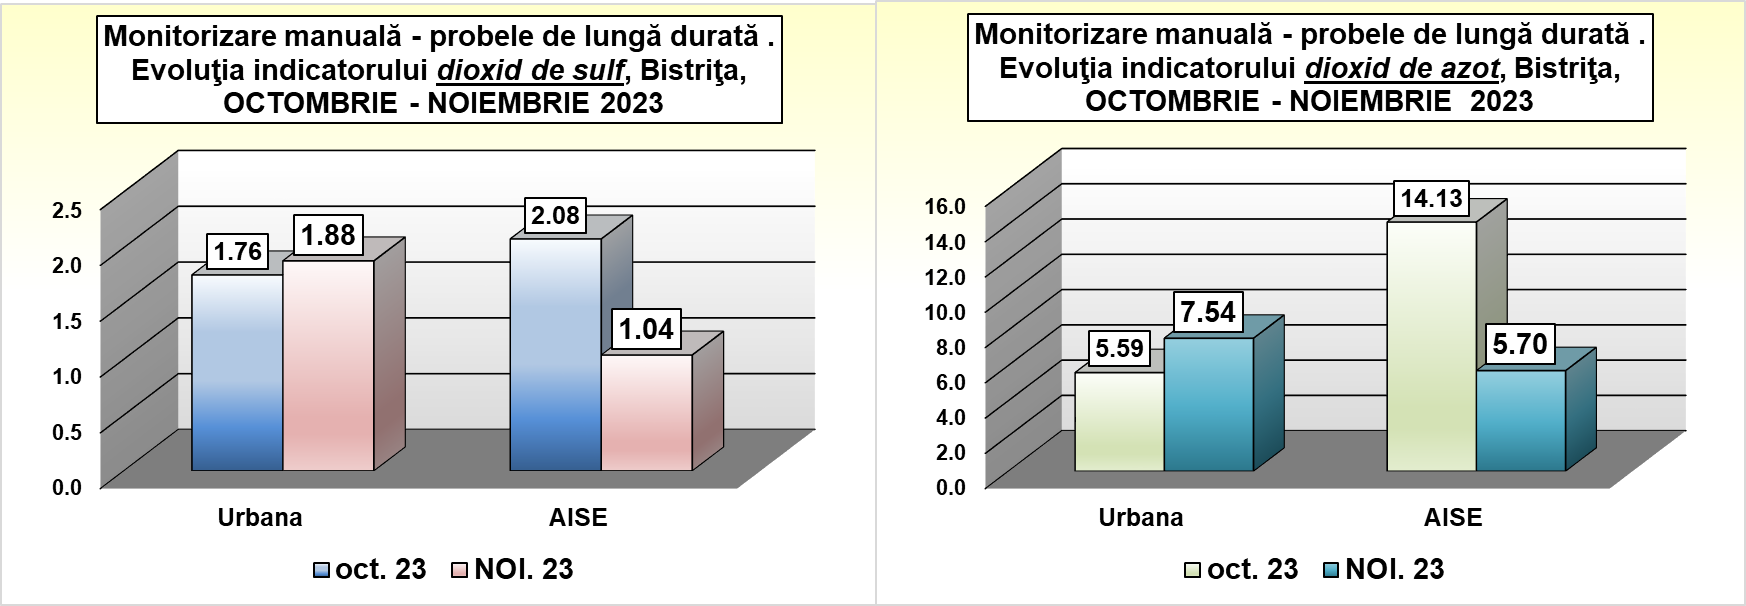 Monitorizare manuală - probele de lungă durată .
Evoluţia indicatorului dioxid de sulf, Bistriţa,
OCTOMBRIE - NOIEMBRIE 2023
2.5
2.0
1.5
1.0
0.5
0.0
1.76
1.88
2.08
1.04
Urbana
AISE
oct. 23
NOI. 23
Monitorizare manuală - probele de lungă durată .
Evoluţia indicatorului dioxid de azot, Bistriţa,
OCTOMBRIE - NOIEMBRIE 2023
16.0
14.0
12.0
10.0
8.0
6.0
4.0
2.0
0.0
5.59
7.54
14.13
5.70
Urbana
AISE
oct. 23
NOI. 23